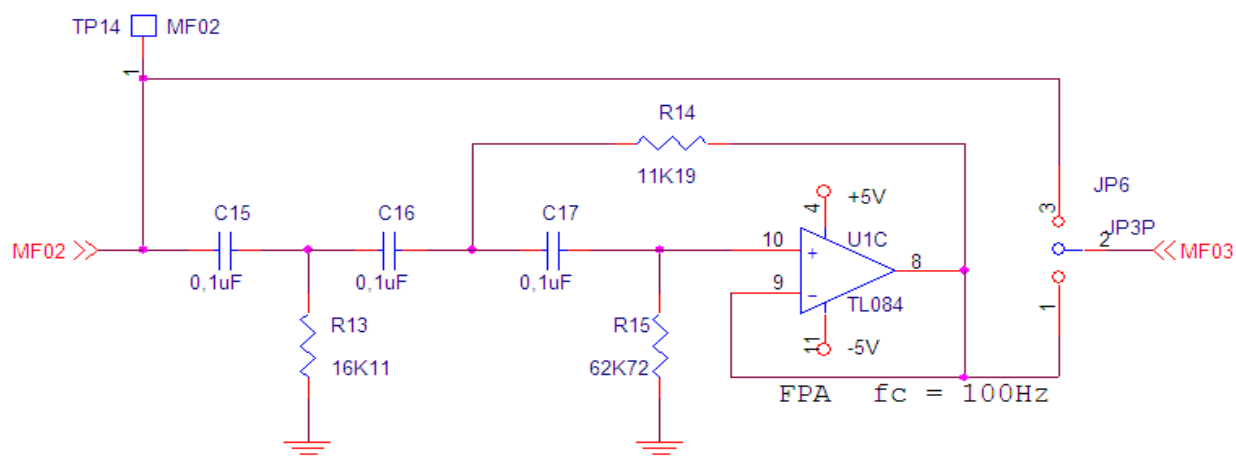 TP14 MF02
1
R14
11K19
JP6
+5V
4
3
C15 C16 C17
JP3P
MF02 10 + U1C 8 2 MF03
0,1uF 0,1uF 0,1uF
9 −
TL084
1
R13 R15
16K11 62K72
11 -5V
FPA fc = 100Hz